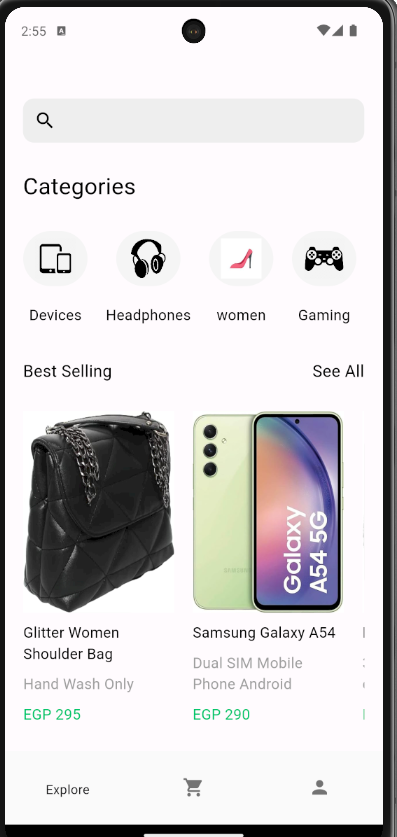 2:55
A
Categories
Devices Headphones women Gaming
Best Selling See All
Galaxy
A54 5G
Glitter Women
Shoulder Bag
Hand Wash Only
EGP 295
Samsung Galaxy A54
Dual SIM Mobile
Phone Android
EGP 290
Explore